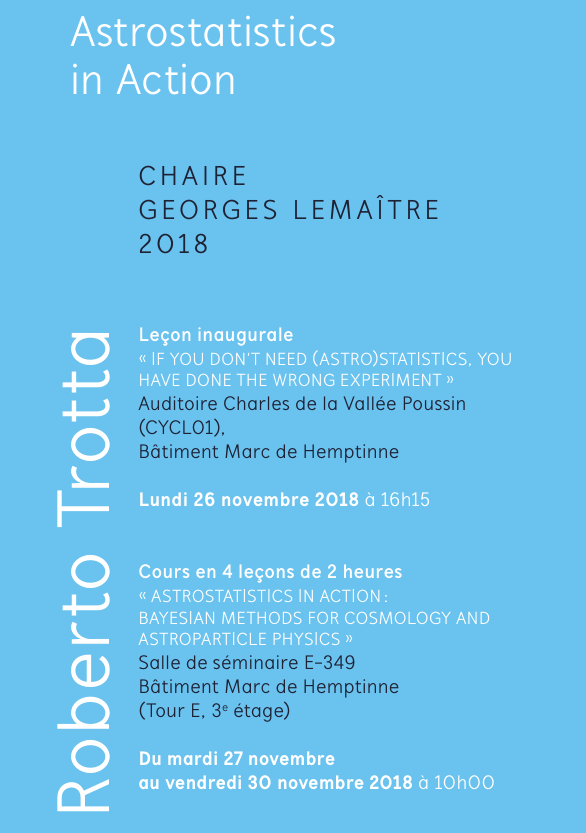 Astrostatistics
in Action
CHAIRE
GEORGES LEMAÎTRE
2018
Roberto Trotta
Leçon inaugurale
« IF YOU DON'T NEED (ASTRO)STATISTICS, YOU
HAVE DONE THE WRONG EXPERIMENT »
Auditoire Charles de la Vallée Poussin
(CYCL01),
Bâtiment Marc de Hemptinne
Lundi 26 novembre 2018 à 16h15
Cours en 4 leçons de 2 heures
« ASTROSTATISTICS IN ACTION :
BAYESIAN METHODS FOR COSMOLOGY AND
ASTROPARTICLE PHYSICS »
Salle de séminaire E-349
Bâtiment Marc de Hemptinne
(Tour E, 3e étage)
Du mardi 27 novembre
au vendredi 30 novembre 2018 à 10h00